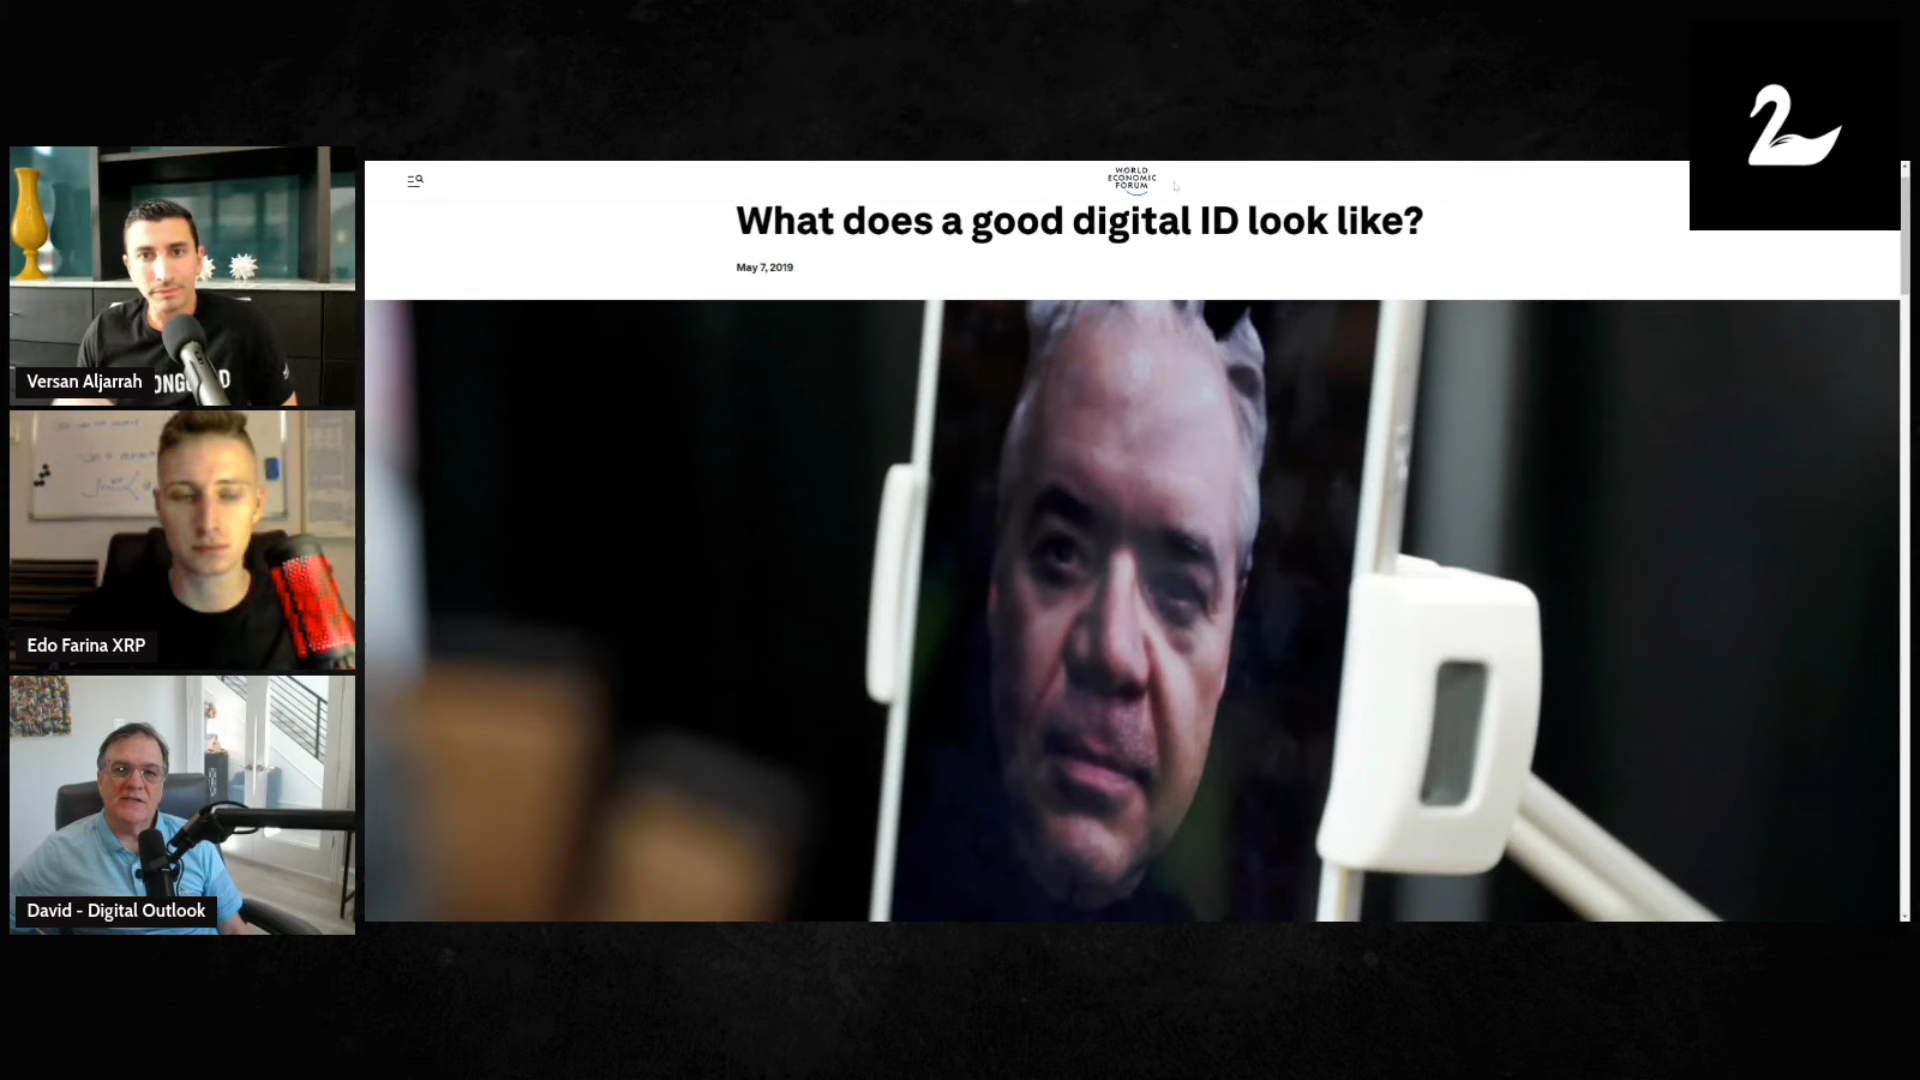 WORLD
ECONOMIC
FORUM
What does a good digital ID look like?
May 7, 2019
Versan Aljarrah
Edo Farina XRP
David - Digital Outlook